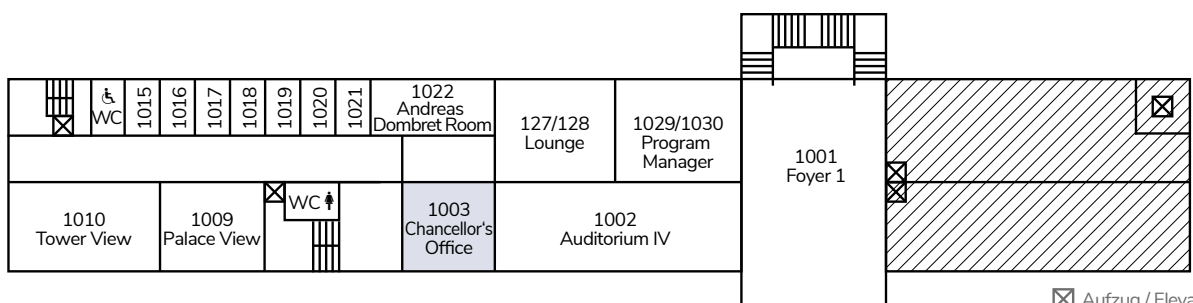 WC
1015
1016
1017
1018
1019
1020
1021
1022
Andreas
Dombret Room
127/128
Lounge
1029/1030
Program
Manager
1001
Foyer 1
1010
Tower View
1009
Palace View
WC
1003
Chancellor's
Office
1002
Auditorium IV
Aufzug / Eleva